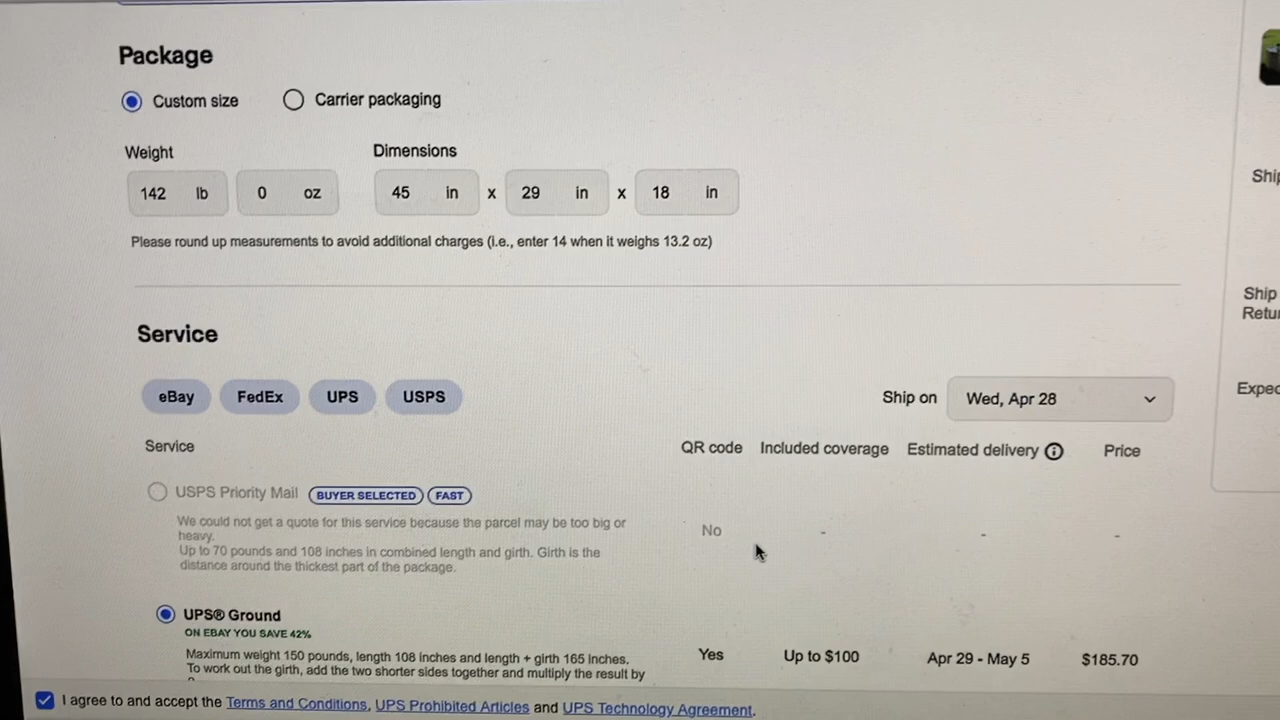 Package
Custom size
Carrier packaging
Weight
Dimensions
142 lb 0 oz 45 in x 29 in x 18 in
Please round up measurements to avoid additional charges (i.e., enter 14 when it weighs 13.2 oz)
Service
eBay FedEx UPS USPS
Ship on Wed, Apr 28
Service QR code Included coverage Estimated delivery Price
USPS Priority Mail BUYER SELECTED FAST
We could not get a quote for this service because the parcel may be too big or
heavy.
Up to 70 pounds and 108 inches in combined length and girth. Girth is the
distance around the thickest part of the package.
No - - -
UPS® Ground
ON EBAY YOU SAVE 42%
Maximum weight 150 pounds, length 108 inches and length + girth 165 inches.
To work out the girth, add the two shorter sides together and multiply the result by
Yes Up to $100 Apr 29 - May 5 $185.70
I agree to and accept the Terms and Conditions, UPS Prohibited Articles and UPS Technology Agreement.
Ship